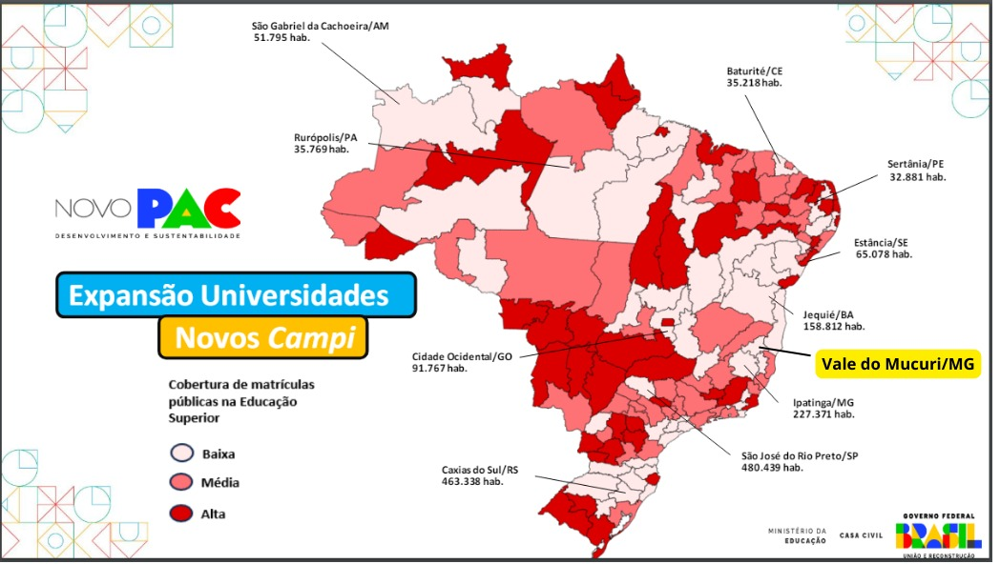 São Gabriel da Cachoeira/AM
51.795 hab.
Baturité/CE
35.218 hab.
Rurópolis/PA
35.769 hab.
Sertânia/PE
32.881 hab.
NOVO PAC
DESENVOLVIMENTO E SUSTENTABILIDADE
Estância/SE
65.078 hab.
Expansão Universidades
Novos Campi
Jequié/BA
158.812 hab.
Cidade Ocidental/GO
91.767 hab.
Vale do Mucuri/MG
Cobertura de matrículas
públicas na Educação
Superior
Ipatinga/MG
227.371 hab.
Baixa
São José do Rio Preto/SP
480.439 hab.
Média
Caxias do Sul/RS
463.338 hab.
Alta
MINISTÉRIO DA
EDUCAÇÃO
CASA CIVIL
GOVERNO FEDERAL
BRASIL
UNIÃO E RECONSTRUÇÃO